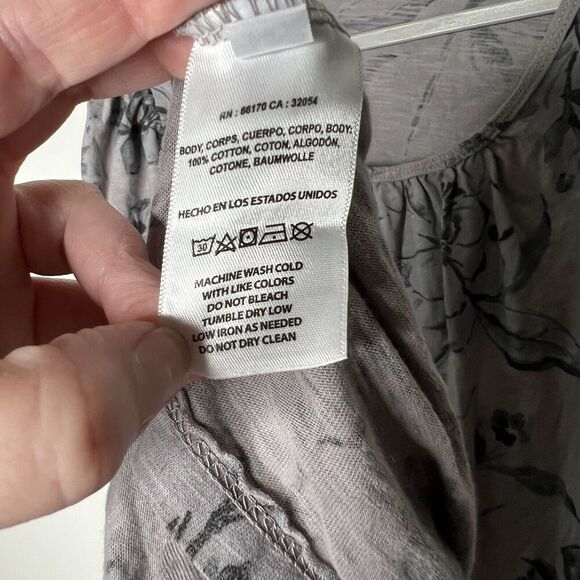 RN : 66170 CA : 32054
BODY, CORPS, CUERPO, CORPO, BODY,
100% COTTON, COTON, ALGODÓN,
COTONE, BAUMWOLLE
HECHO EN LOS ESTADOS UNIDOS
30
MACHINE WASH COLD
WITH LIKE COLORS
DO NOT BLEACH
TUMBLE DRY LOW
LOW IRON AS NEEDED
DO NOT DRY CLEAN